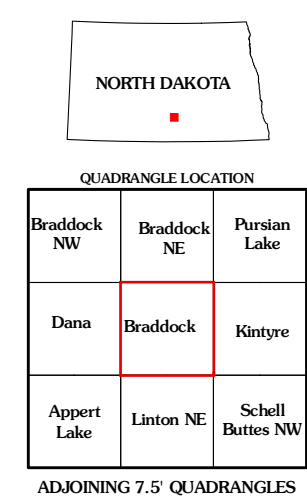 NORTH DAKOTA
QUADRANGLE LOCATION
Braddock
NW
Braddock
NE
Pursian
Lake
Dana
Braddock
Kintyre
Appert
Lake
Linton NE
Schell
Buttes NW
ADJOINING 7.5' QUADRANGLES